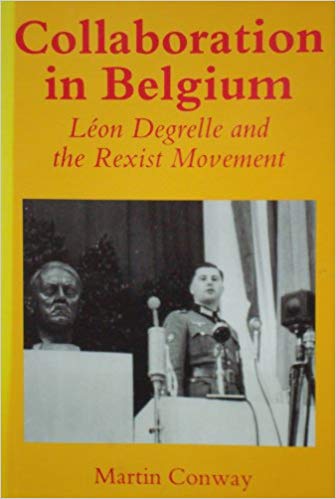 Collaboration
in Belgium
Léon Degrelle and
the Rexist Movement
Martin Conway